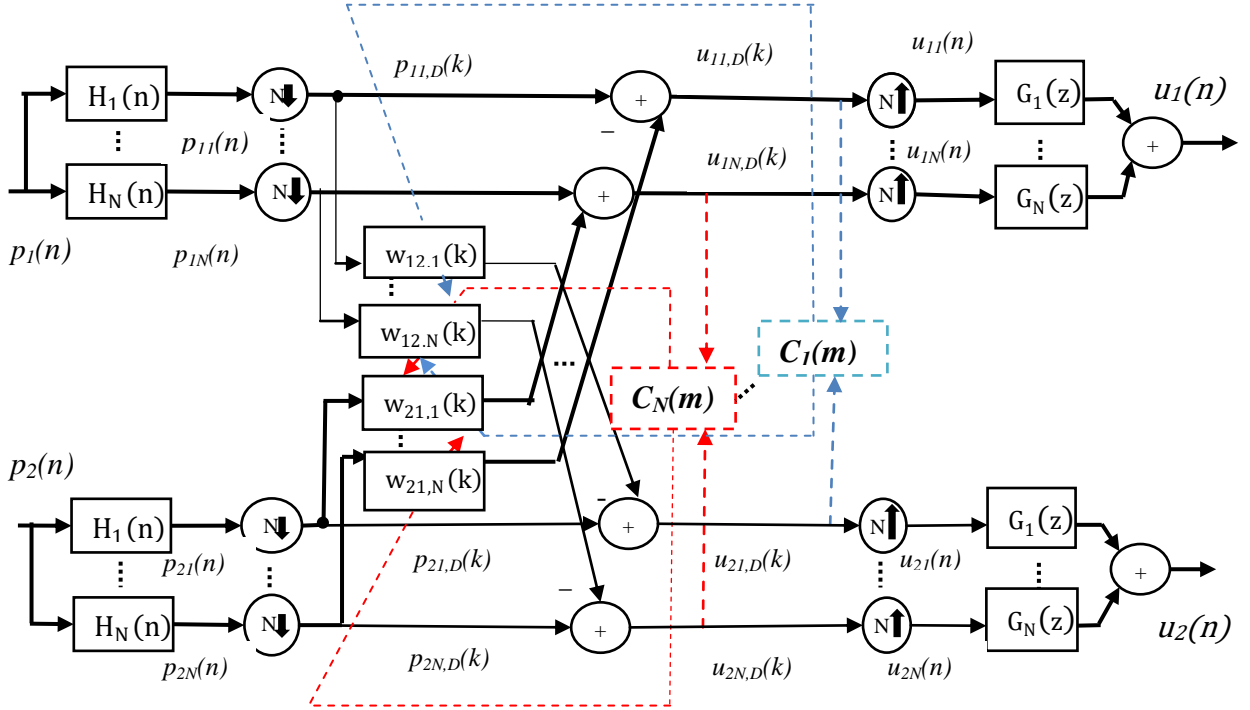 p11,D(k)
u11,D(k)
u11(n)
H1(n)
N
+
N
G1(z)
u1(n)
−
p11(n)
u1N,D(k)
u1N(n)
+
HN(n)
N
+
N
GN(z)
p1(n)
p1N(n)
w12.1(k)
w12.N(k)
...
C1(m)
CN(m)
w21,1(k)
w21,N(k)
p2(n)
-
H1(n)
N
+
N
G1(z)
p21(n)
p21,D(k)
u21,D(k)
u21(n)
+
−
HN(n)
N
+
N
GN(z)
u2(n)
p2N(n)
p2N,D(k)
u2N,D(k)
u2N(n)